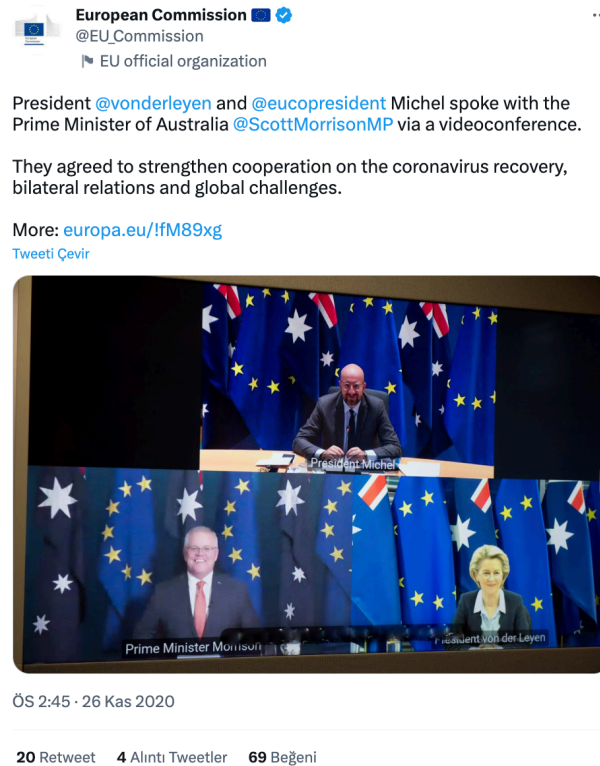 European Commission
@EU_Commission
EU official organization
President @vonderleyen and @eucopresident Michel spoke with the
Prime Minister of Australia @ScottMorrisonMP via a videoconference.
They agreed to strengthen cooperation on the coronavirus recovery,
bilateral relations and global challenges.
More: europa.eu/!fM89xg
Tweeti Çevir
President Michel
Prime Minister Morrison
President von der Leyen
ÖS 2:45 · 26 Kas 2020
20 Retweet 4 Alıntı Tweetler 69 Beğeni